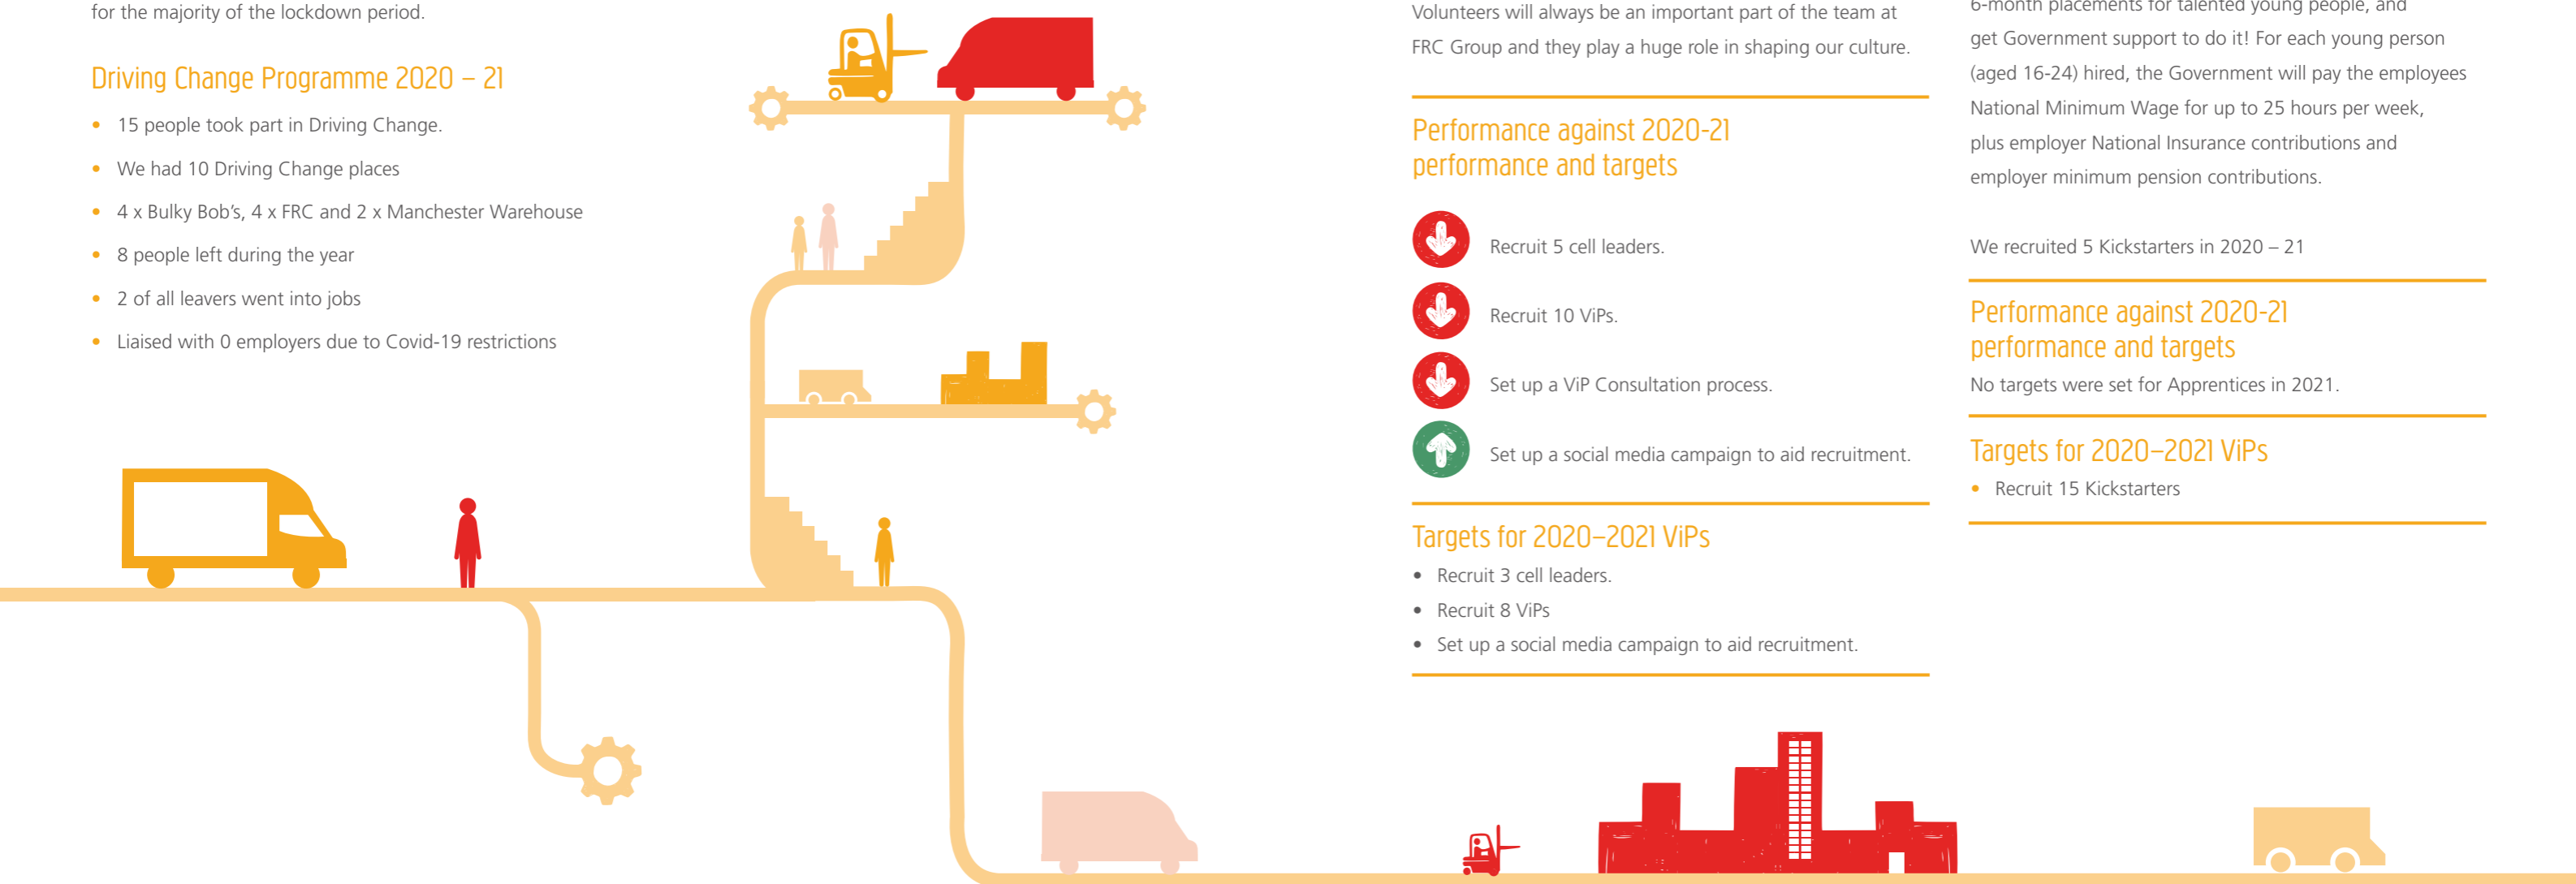 for the majority of the lockdown period.
Driving Change Programme 2020 – 21
• 15 people took part in Driving Change.
• We had 10 Driving Change places
• 4 x Bulky Bob's, 4 x FRC and 2 x Manchester Warehouse
• 8 people left during the year
• 2 of all leavers went into jobs
• Liaised with 0 employers due to Covid-19 restrictions
Volunteers will always be an important part of the team at
FRC Group and they play a huge role in shaping our culture.
Performance against 2020-21
performance and targets
Recruit 5 cell leaders.
Recruit 10 ViPs.
Set up a ViP Consultation process.
Set up a social media campaign to aid recruitment.
Targets for 2020–2021 ViPs
• Recruit 3 cell leaders.
• Recruit 8 ViPs
• Set up a social media campaign to aid recruitment.
6-month placements for talented young people, and
get Government support to do it! For each young person
(aged 16-24) hired, the Government will pay the employees
National Minimum Wage for up to 25 hours per week,
plus employer National Insurance contributions and
employer minimum pension contributions.
We recruited 5 Kickstarters in 2020 – 21
Performance against 2020-21
performance and targets
No targets were set for Apprentices in 2021.
Targets for 2020–2021 ViPs
• Recruit 15 Kickstarters